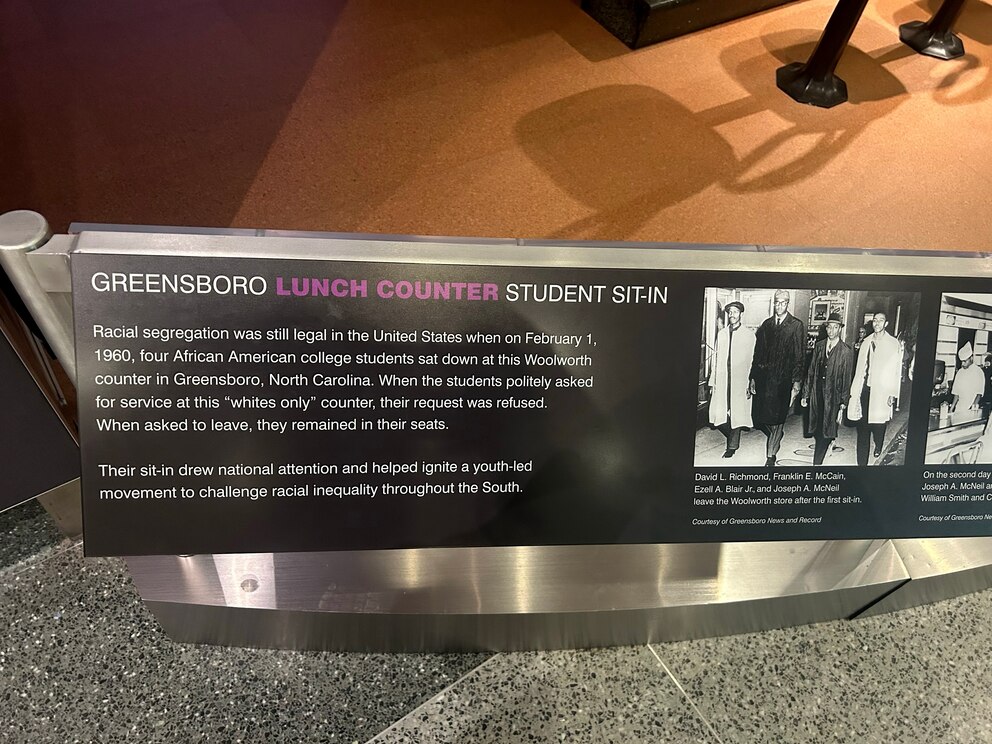 GREENSBORO LUNCH COUNTER STUDENT SIT-IN
Racial segregation was still legal in the United States when on February 1,
1960, four African American college students sat down at this Woolworth
counter in Greensboro, North Carolina. When the students politely asked
for service at this “whites only” counter, their request was refused.
When asked to leave, they remained in their seats.
Their sit-in drew national attention and helped ignite a youth-led
movement to challenge racial inequality throughout the South.
David L. Richmond, Franklin E. McCain,
Ezell A. Blair Jr., and Joseph A. McNeil
leave the Woolworth store after the first sit-in.
Courtesy of Greensboro News and Record
On the second day
Joseph A. McNeil
William Smith and
Courtesy of Greensboro